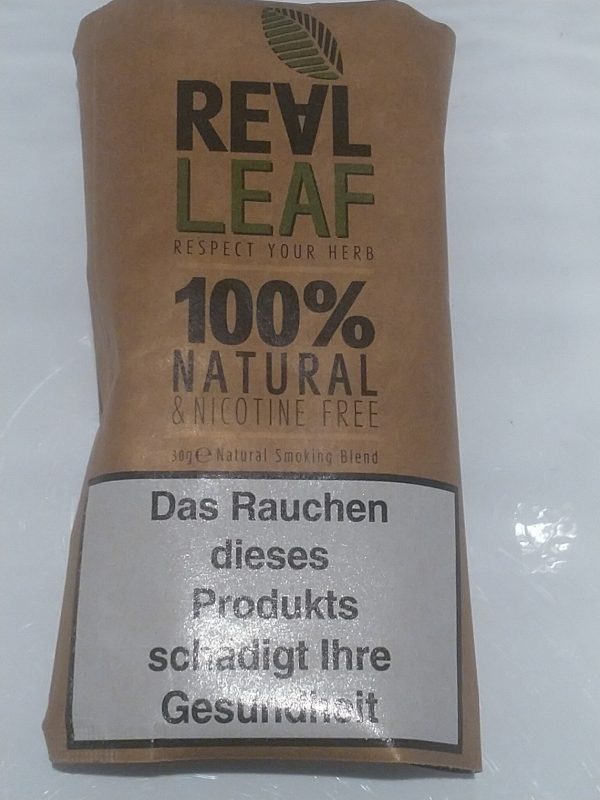 REAL
LEAF
RESPECT YOUR HERB
100%
NATURAL
& NICOTINE FREE
30g℮ Natural Smoking Blend
Das Rauchen
dieses
Produkts
schadigt Ihre
Gesundheit